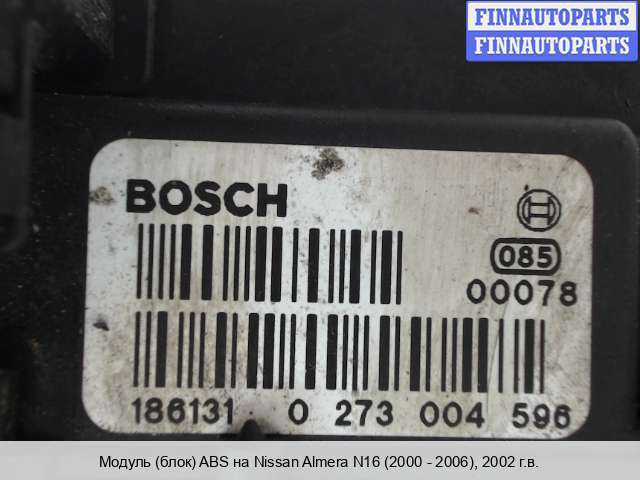 FINNAUTOPARTS
FINNAUTOPARTS
BOSCH
085
00078
186131 0 273 004 596
Модуль (блок) ABS на Nissan Almera N16 (2000 - 2006), 2002 г.в.